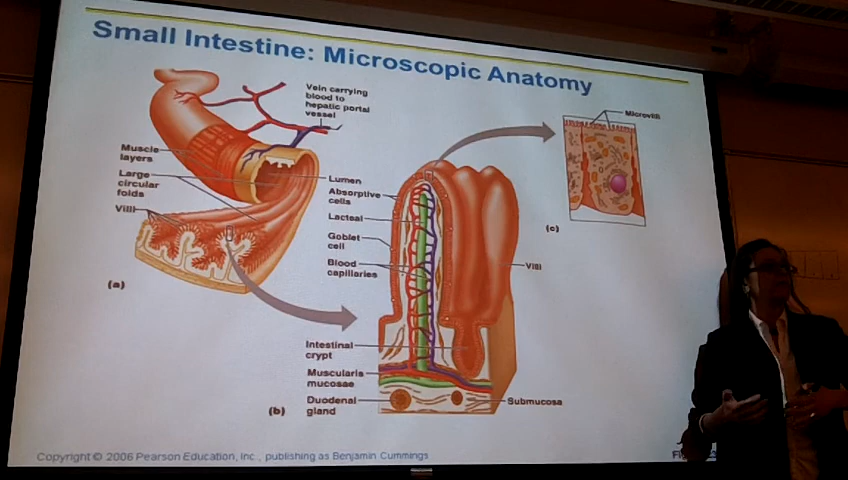 Small Intestine: Microscopic Anatomy
Vein carrying
blood to
hepatic portal
vessel
Muscle
layers
Large
circular
folds
Villi
(a)
Lumen
Absorptive
cells
Lacteal
Goblet
cell
Blood
capillaries
Villi
Intestinal
crypt
Muscularis
mucosae
Duodenal
gland
Submucosa
(b)
Microvilli
(c)
Copyright © 2006 Pearson Education, Inc., publishing as Benjamin Cummings